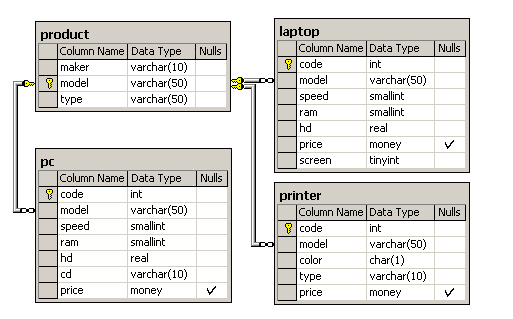 product
Column Name Data Type Nulls
maker varchar(10)
model varchar(50)
type varchar(50)
laptop
Column Name Data Type Nulls
code int
model varchar(50)
speed smallint
ram smallint
hd real
price money ✓
screen tinyint
pc
Column Name Data Type Nulls
code int
model varchar(50)
speed smallint
ram smallint
hd real
cd varchar(10)
price money ✓
printer
Column Name Data Type Nulls
code int
model varchar(50)
color char(1)
type varchar(10)
price money ✓